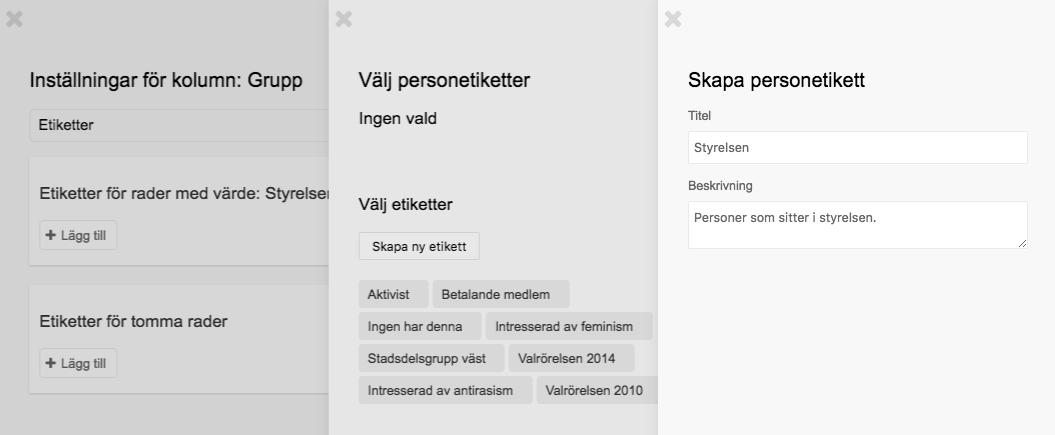 Inställningar för kolumn: Grupp
Etiketter
Etiketter för rader med värde: Styrelsen
Lägg till
Etiketter för tomma rader
Lägg till
Välj personetiketter
Ingen vald
Välj etiketter
Skapa ny etikett
Aktivist
Betalande medlem
Ingen har denna
Intresserad av feminism
Stadsdelsgrupp väst
Valrörelsen 2014
Intresserad av antirasism
Valrörelsen 2010
Skapa personetikett
Titel
Styrelsen
Beskrivning
Personer som sitter i styrelsen.